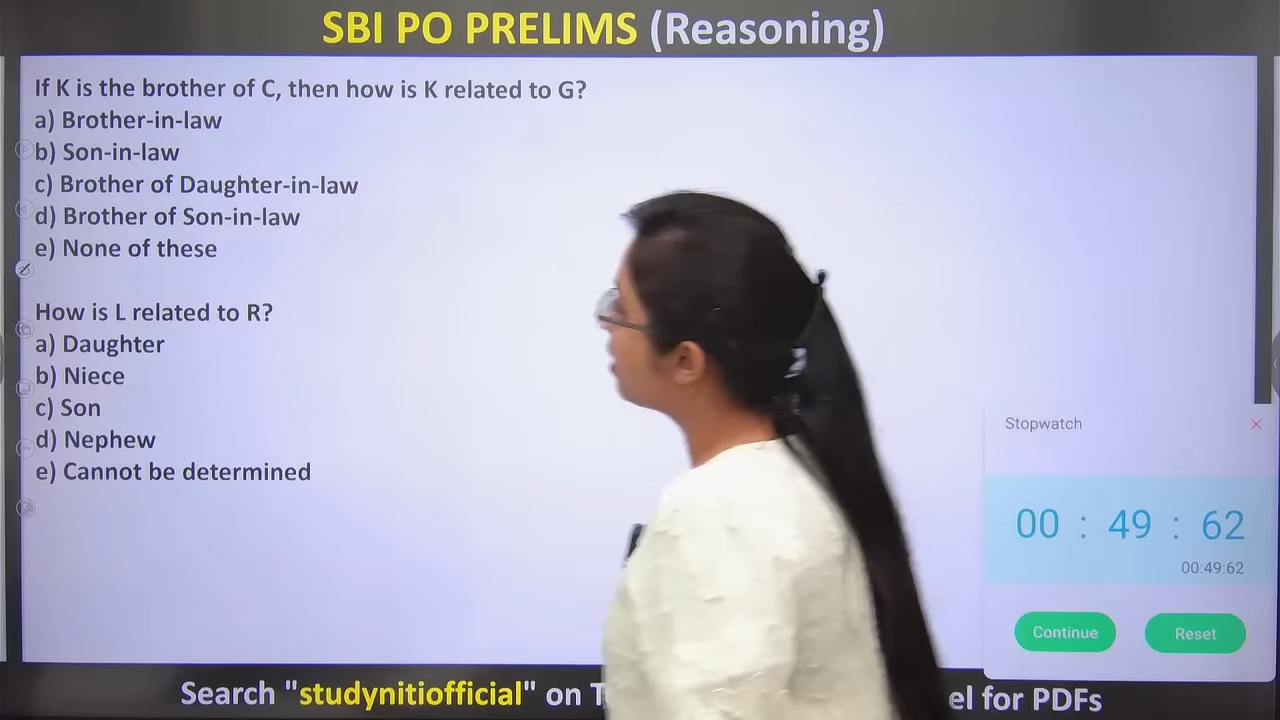 SBI PO PRELIMS (Reasoning)
If K is the brother of C, then how is K related to G?
a) Brother-in-law
b) Son-in-law
c) Brother of Daughter-in-law
d) Brother of Son-in-law
e) None of these
How is L related to R?
a) Daughter
b) Niece
c) Son
d) Nephew
e) Cannot be determined
Stopwatch
00 : 49 : 62
00:49:62
Continue
Reset
Search "studynitiofficial" on
for PDFs